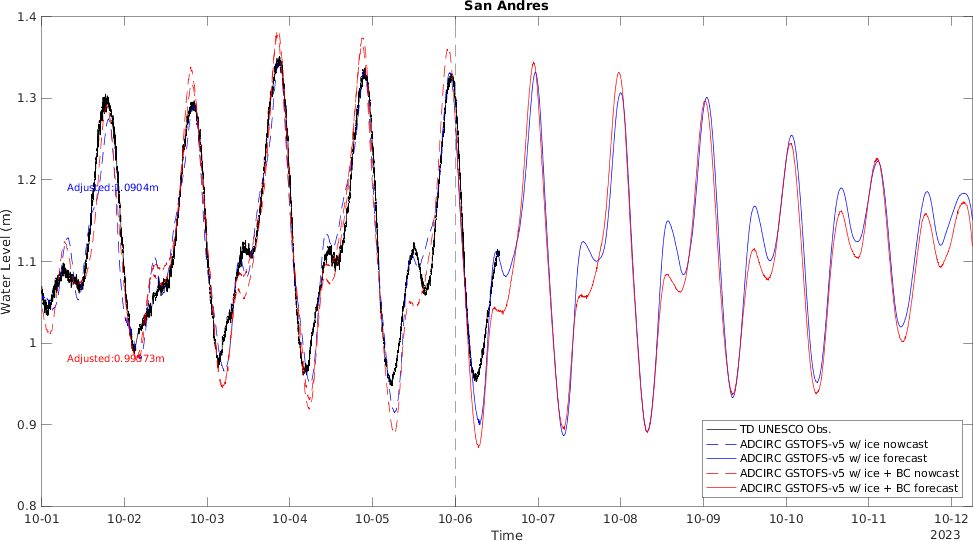 San Andres
1.4
1.3
1.2
1.1
1
0.9
0.8
Water Level (m)
Adjusted:1.0904m
Adjusted:0.99573m
TD UNESCO Obs.
ADCIRC GSTOFS-v5 w/ ice nowcast
ADCIRC GSTOFS-v5 w/ ice forecast
ADCIRC GSTOFS-v5 w/ ice + BC nowcast
ADCIRC GSTOFS-v5 w/ ice + BC forecast
10-01 10-02 10-03 10-04 10-05 10-06 10-07 10-08 10-09 10-10 10-11 10-12
2023
Time